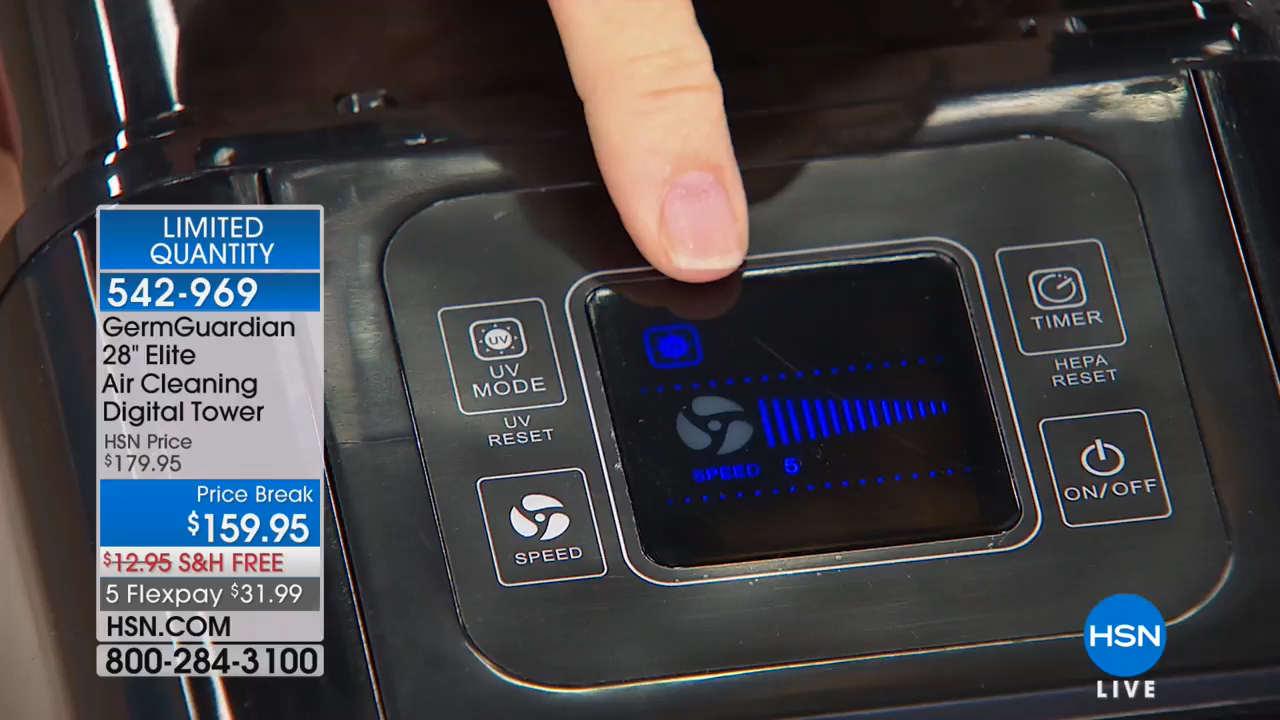 LIMITED
QUANTITY
542-969
GermGuardian
28" Elite
Air Cleaning
Digital Tower
HSN Price
$179.95
Price Break
$159.95
$12.95 S&H FREE
5 Flexpay $31.99
HSN.COM
800-284-3100
UV
UV
MODE
UV
RESET
SPEED
UV
SPEED 5
TIMER
HEPA
RESET
ON/OFF
HSN
LIVE